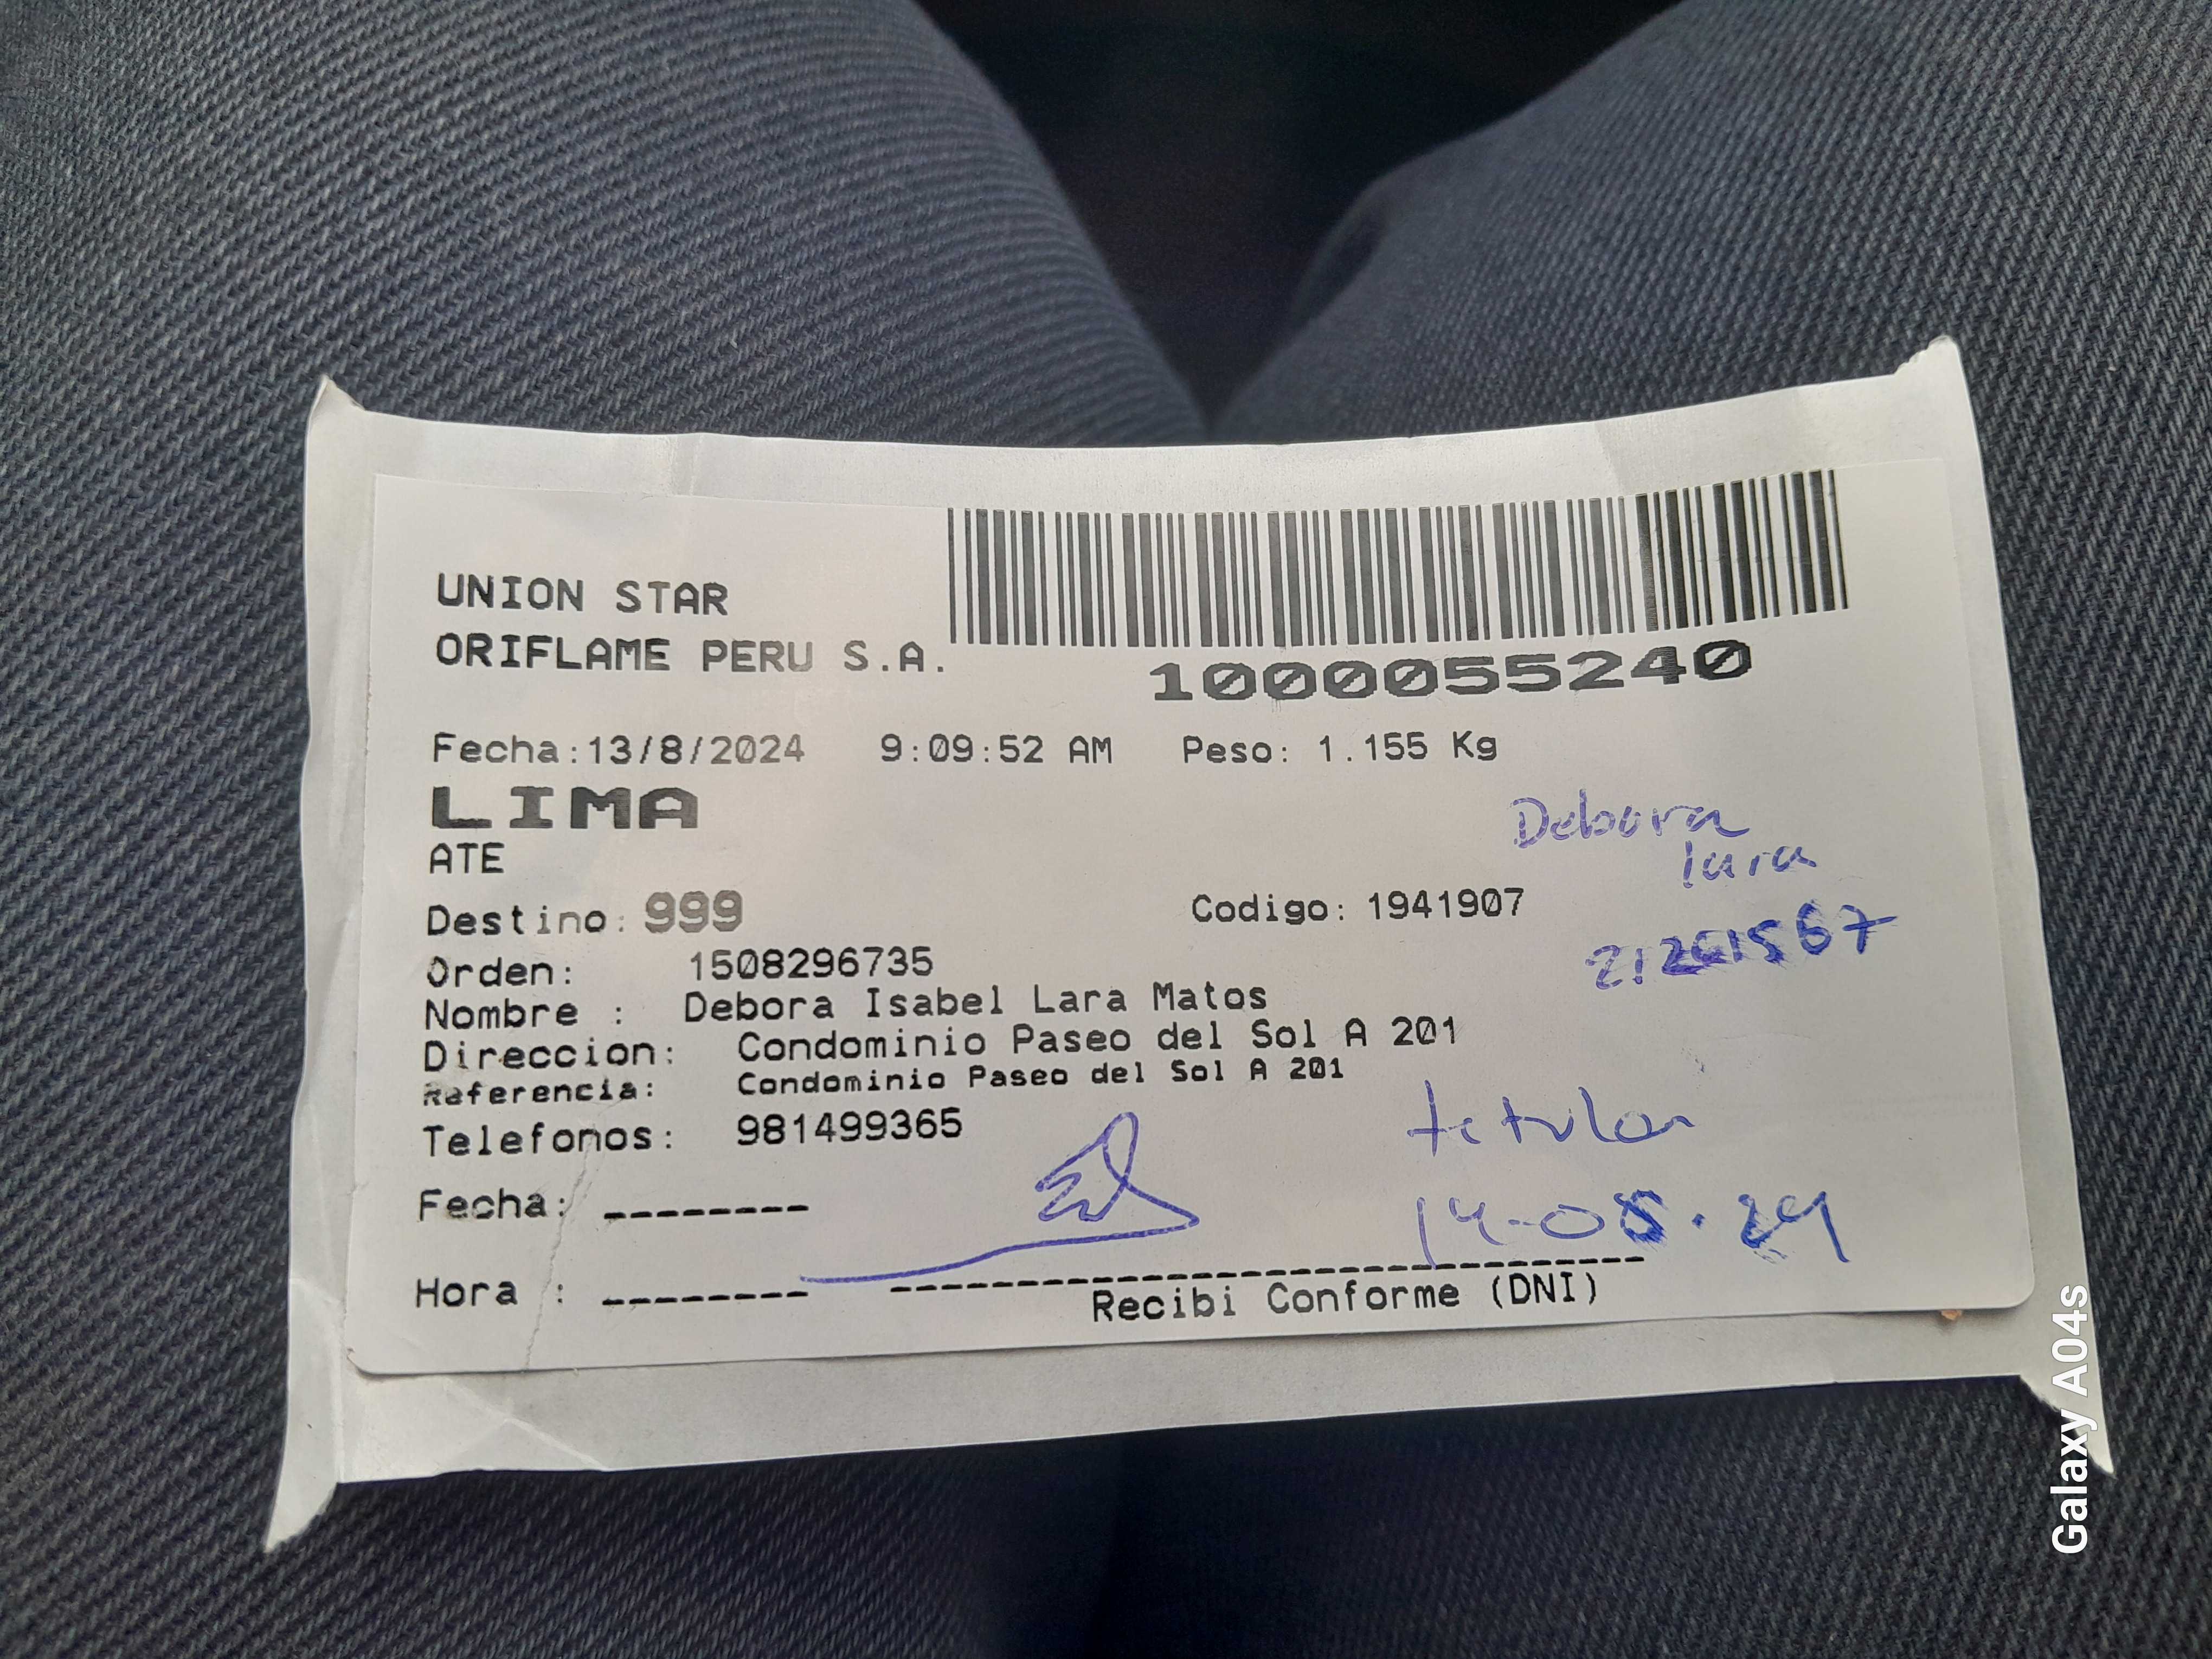 UNION STAR
ORIFLAME PERU S.A.
1000055240
Fecha:13/8/2024 9:09:52 AM Peso: 1.155 Kg
LIMA
ATE
Debora
lara
Destino: 999 Codigo: 1941907
Orden: 1508296735
Nombre : Debora Isabel Lara Matos
Direccion: Condominio Paseo del Sol A 201
Referencia: Condominio Paseo del Sol A 201
Telefonos: 981499365
titular
Fecha: --------
14-08.24
Hora : --------
Recibi Conforme (DNI)
Galaxy A04s